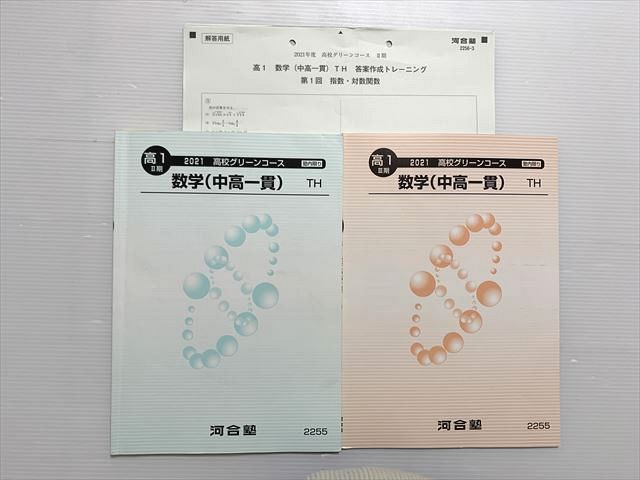 解答用紙
河合塾
2256-3
2021年度 高校グリーンコース Ⅱ期
高1 数学(中高一貫)TH 答案作成トレーニング
第1回 指数・対数関数
高1
Ⅱ期
2021 高校グリーンコース
塾内限り
数学(中高一貫)
TH
河合塾
2255
高1
Ⅱ期
2021 高校グリーンコース
塾内限り
数学(中高一貫)
TH
河合塾
2255